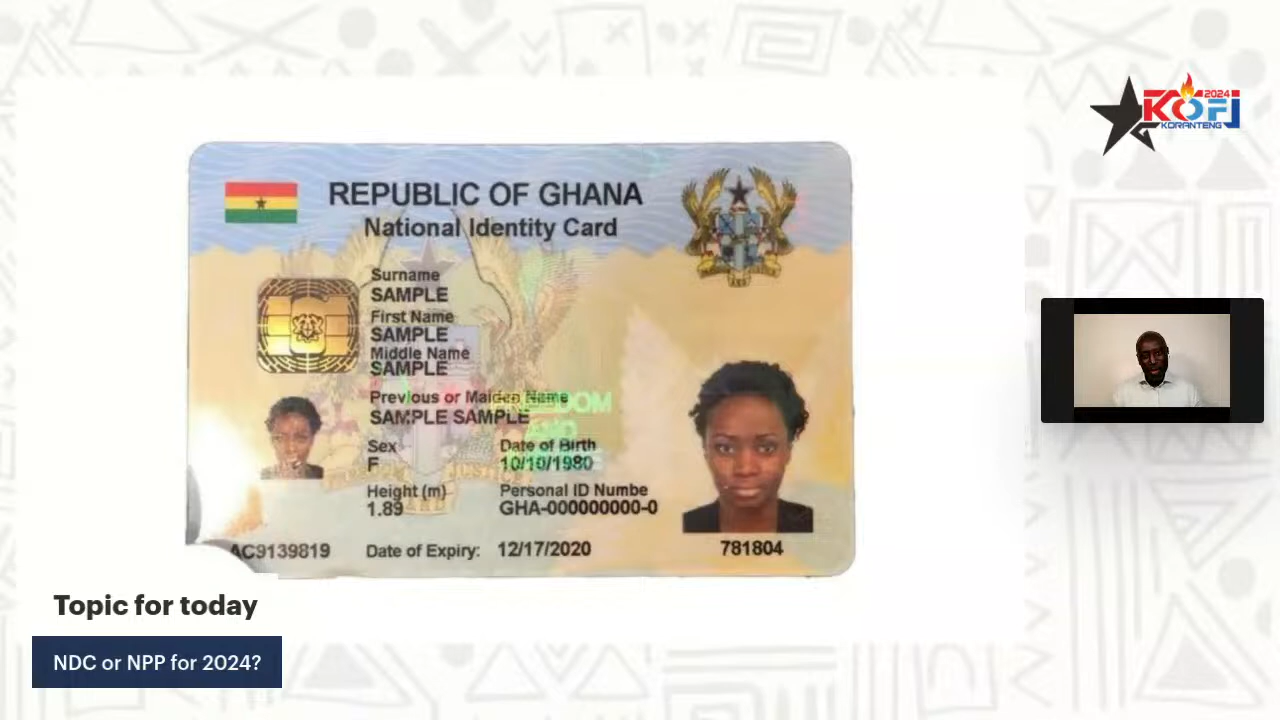 2024
KOFI
KORANTENG
REPUBLIC OF GHANA
National Identity Card
Surname
SAMPLE
First Name
SAMPLE
Middle Name
SAMPLE
Previous or Maiden Name
SAMPLE SAMPLE
FREEDOM
AND
Sex
Date of Birth
F
10/10/1980
Height (m)
Personal ID Numbe
1.89
GHA-000000000-0
AC9139819
Date of Expiry:
12/17/2020
781804
Topic for today
NDC or NPP for 2024?